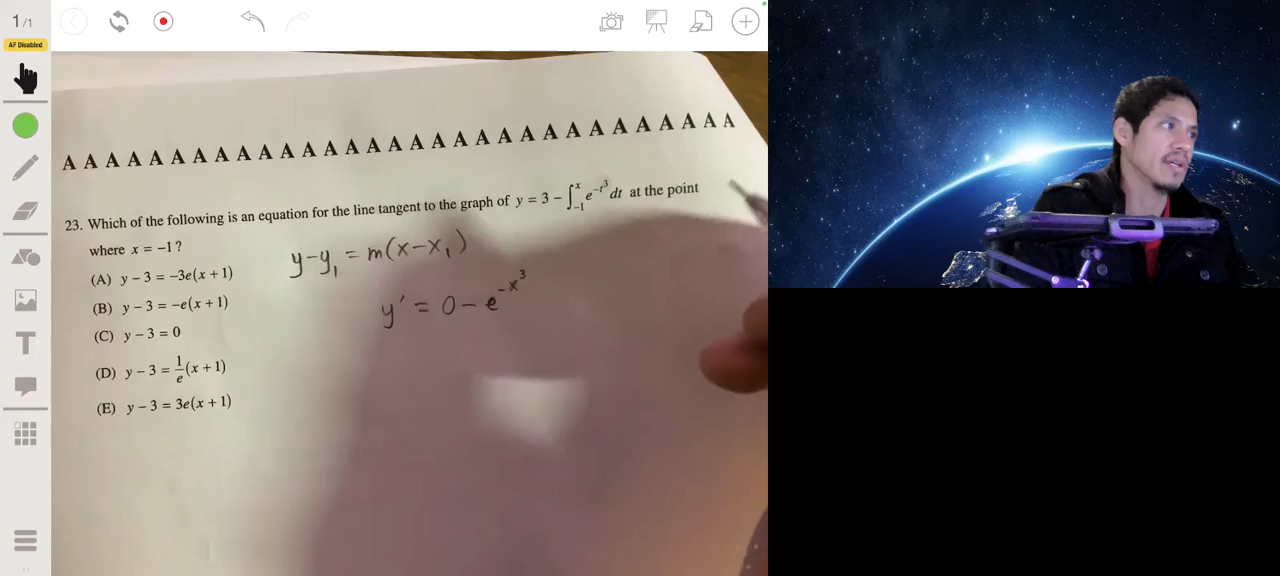 1/1
AF Disabled
A A A A A A A A A A A A A A A A A A A A A A A A A A A A A A A
23. Which of the following is an equation for the line tangent to the graph of y = 3 − ∫₋₁ˣ e^(−t³) dt at the point
where x = −1?
y − y₁ = m(x − x₁)
(A) y − 3 = −3e(x + 1)
(B) y − 3 = −e(x + 1)
y' = 0 − e^(−x³)
(C) y − 3 = 0
(D) y − 3 = 1/e (x + 1)
(E) y − 3 = 3e(x + 1)